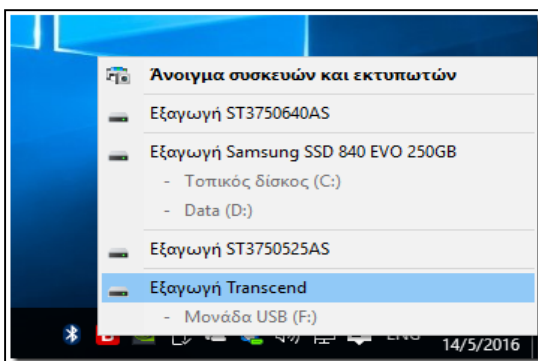 Άνοιγμα συσκευών και εκτυπωτών
Εξαγωγή ST3750640AS
Εξαγωγή Samsung SSD 840 EVO 250GB
- Τοπικός δίσκος (C:)
- Data (D:)
Εξαγωγή ST3750525AS
Εξαγωγή Transcend
- Μονάδα USB (F:)
ENG
14/5/2016